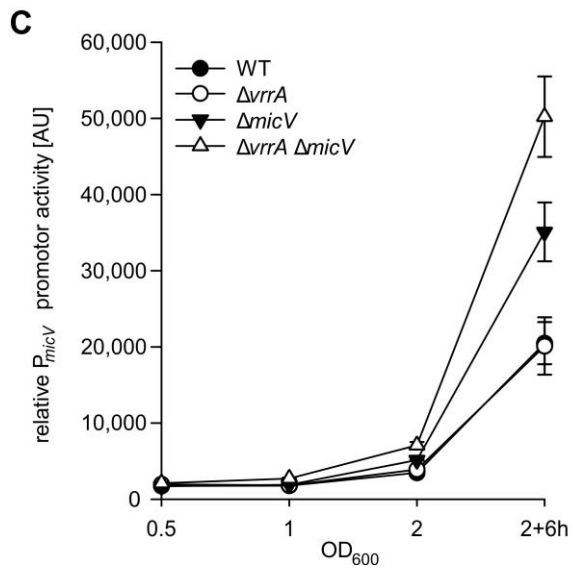 C
60,000
50,000
40,000
30,000
20,000
10,000
0
relative PmicV promotor activity [AU]
WT
ΔvrrA
ΔmicV
ΔvrrA ΔmicV
0.5 1 2 2+6h
OD600